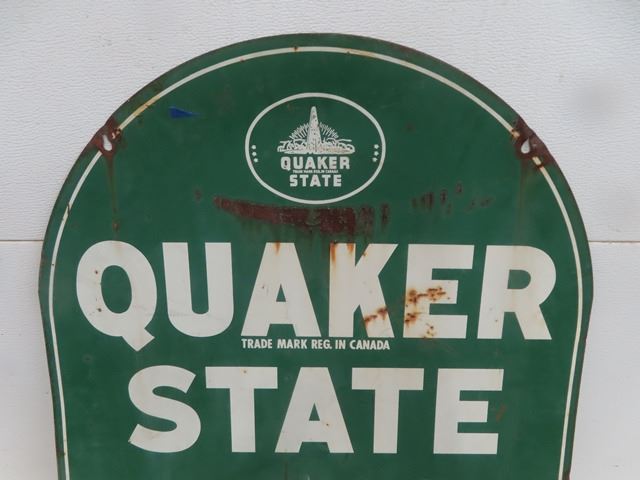 QUAKER
TRADE MARK REG. IN CANADA
STATE
QUAKER
TRADE MARK REG. IN CANADA
STATE